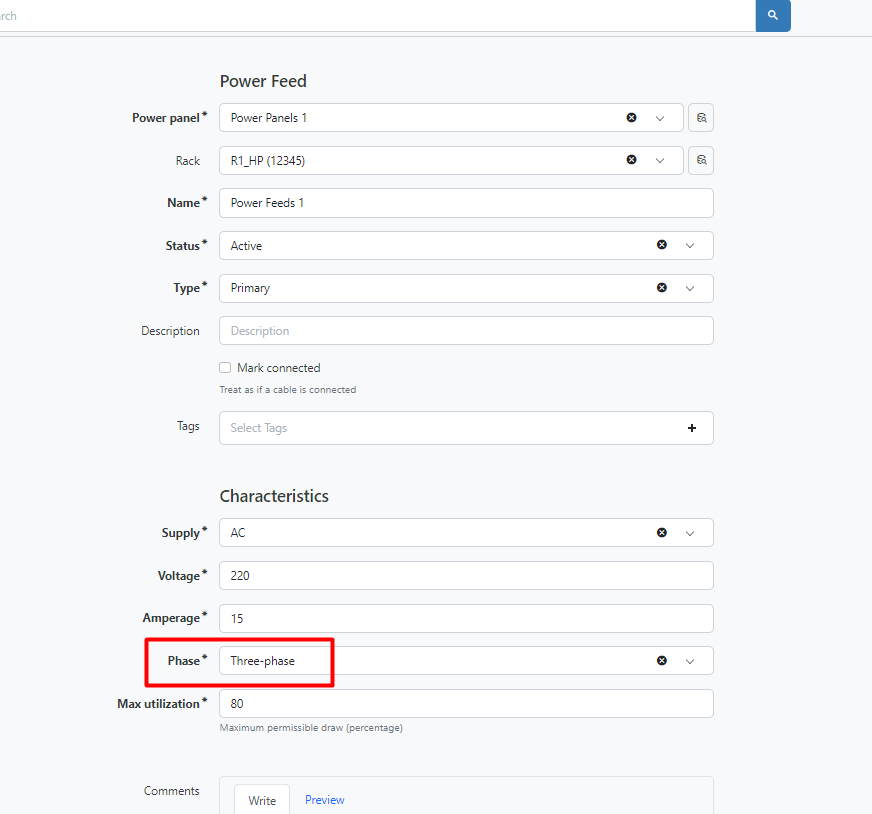 rch
Power Feed
Power panel* Power Panels 1
Rack R1_HP (12345)
Name* Power Feeds 1
Status* Active
Type* Primary
Description Description
Mark connected
Treat as if a cable is connected
Tags Select Tags
Characteristics
Supply* AC
Voltage* 220
Amperage* 15
Phase* Three-phase
Max utilization* 80
Maximum permissible draw (percentage)
Comments Write Preview